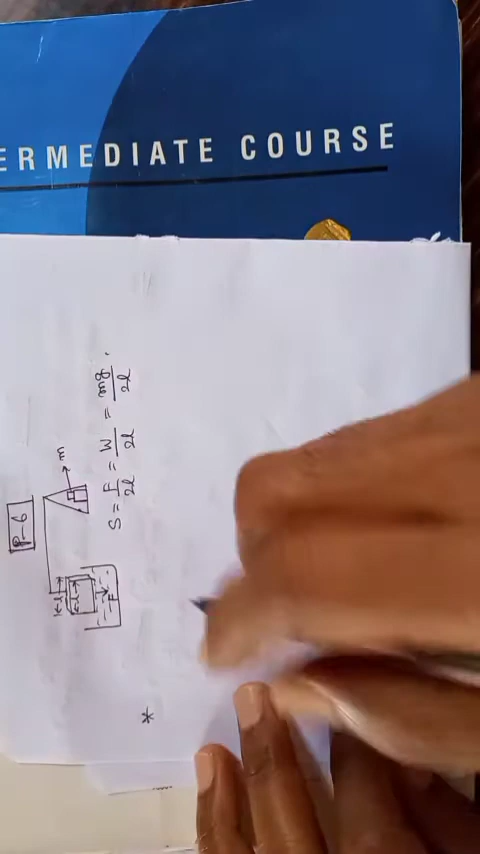 ERMEDIATE COURSE
P-6
m
l
l
F
S = F/2l = W/2l = mg/2l .
*